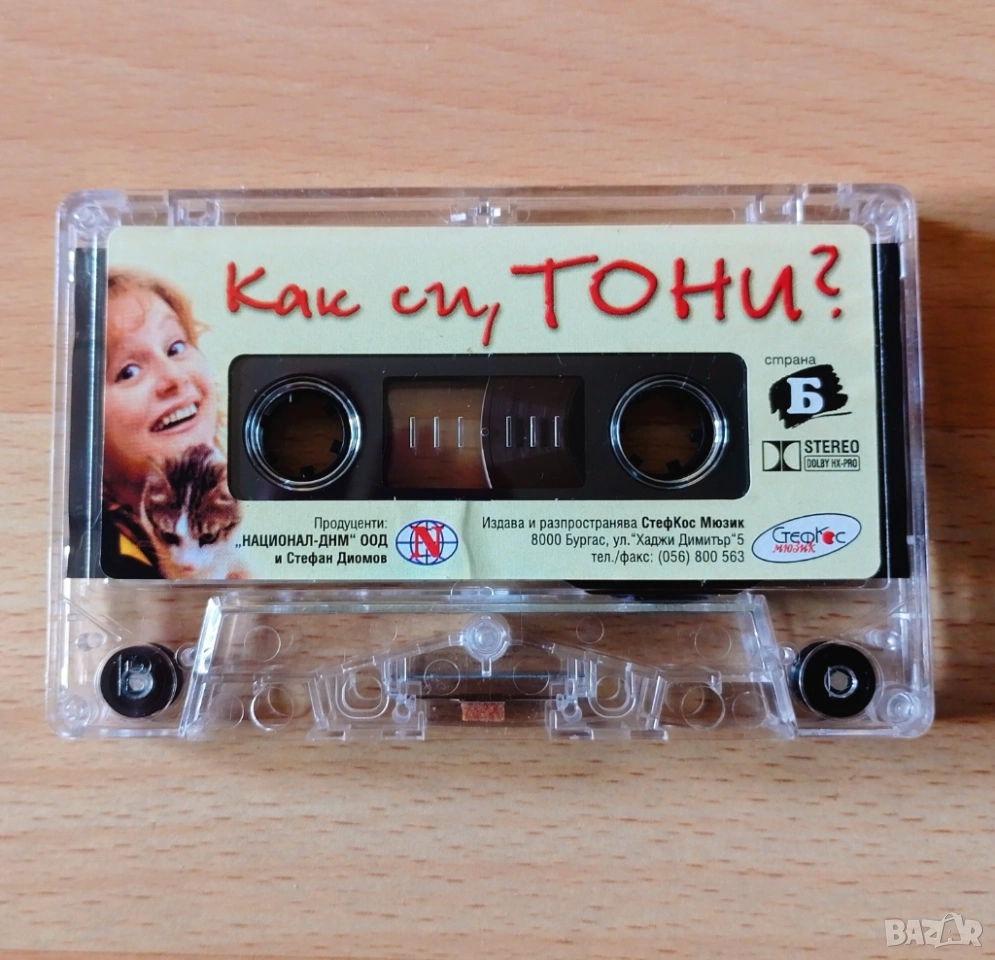 Как си, ТОНИ?
страна
Б
STEREO
DOLBY HX-PRO
Продуценти:
„НАЦИОНАЛ-ДНМ“ ООД
и Стефан Диомов
N
Издава и разпространява СтефКос Мюзик
8000 Бургас, ул.“Хаджи Димитър“5
тел./факс: (056) 800 563
СтефКос
МЮЗИК
BAZAR